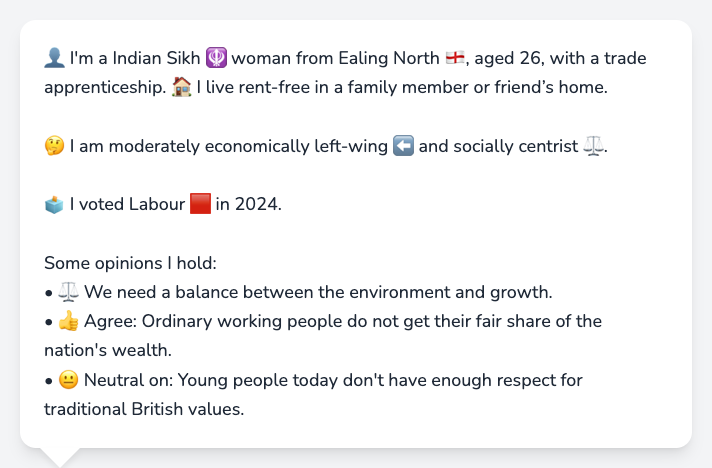 👤 I'm a Indian Sikh 🪯 woman from Ealing North 🏴󠁧󠁢󠁥󠁮󠁧󠁿, aged 26, with a trade
apprenticeship. 🏠 I live rent-free in a family member or friend’s home.
🤔 I am moderately economically left-wing ⬅️ and socially centrist ⚖️.
🗳️ I voted Labour 🟥 in 2024.
Some opinions I hold:
• ⚖️ We need a balance between the environment and growth.
• 👍 Agree: Ordinary working people do not get their fair share of the
nation's wealth.
• 😐 Neutral on: Young people today don't have enough respect for
traditional British values.